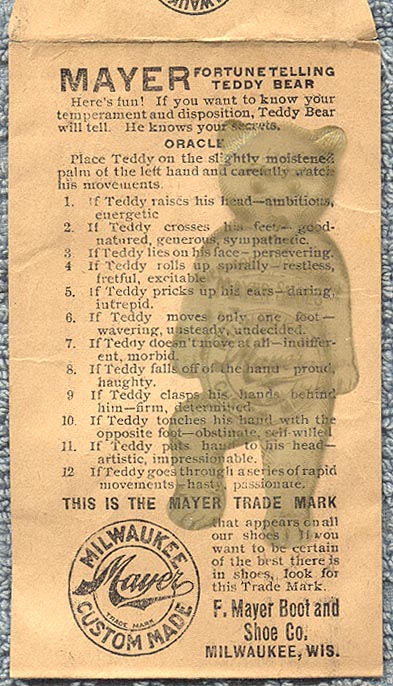 MAYER FORTUNETELLING
TEDDY BEAR
Here's fun! If you want to know your
temperament and disposition, Teddy Bear
will tell. He knows your secrets.
ORACLE
Place Teddy on the slightly moistened
palm of the left hand and carefully watch
his movements.
1. If Teddy raises his head—ambitious,
energetic
2. If Teddy crosses his feet—good-
natured, generous, sympathetic.
3 If Teddy lies on his face—persevering.
4 If Teddy rolls up spirally—restless,
fretful, excitable
5. If Teddy pricks up his ears—daring,
intrepid.
6. If Teddy moves only one foot—
wavering, unsteady, undecided.
7. If Teddy doesn't move at all—indiffer-
ent, morbid.
8. If Teddy falls off of the hand—proud,
haughty.
9 If Teddy clasps his hands behind
him—firm, determined.
10. If Teddy touches his hand with the
opposite foot—obstinate, self-willed
11. If Teddy puts hand to his head—
artistic, impressionable.
12 If Teddy goes through a series of rapid
movements—hasty, passionate.
THIS IS THE MAYER TRADE MARK
MILWAUKEE
Mayer
TRADE MARK
CUSTOM MADE
that appears on all
our shoes. If you
want to be certain
of the best there is
in shoes, look for
this Trade Mark.
F. Mayer Boot and
Shoe Co.
MILWAUKEE, WIS.